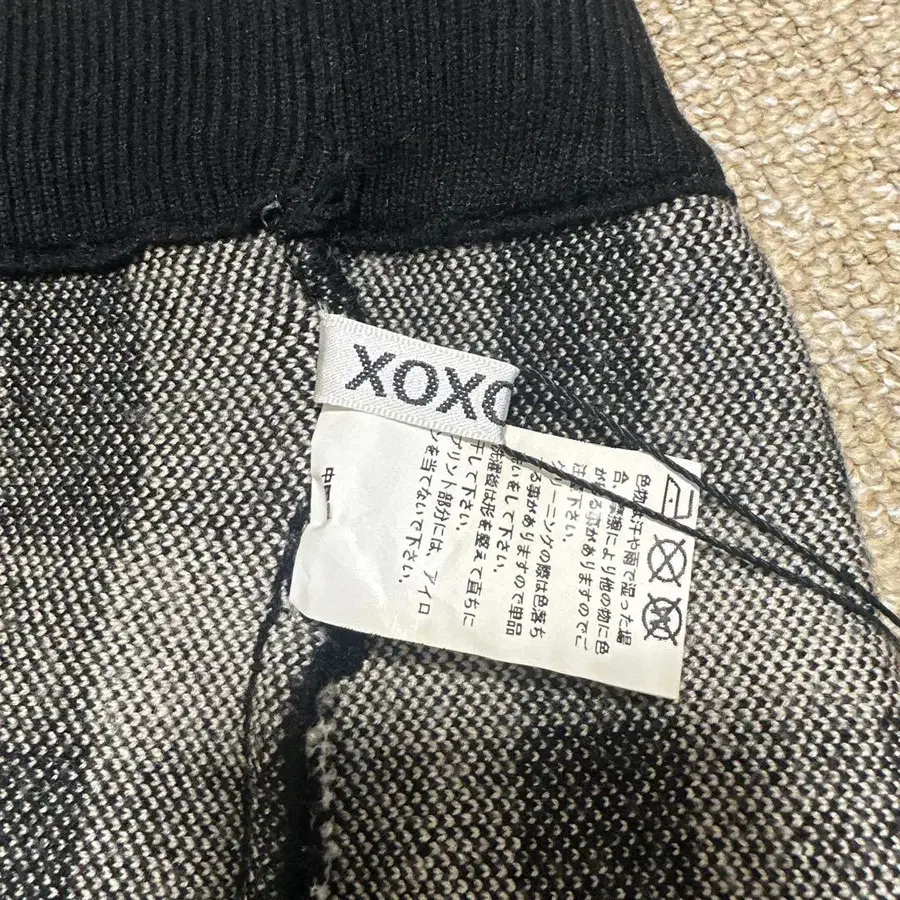 XOXO
色物は汗や雨で湿った場
合、摩擦により他の物に色
が移る事がありますのでご
注意下さい。
クリーニングの際は色落ち
する事がありますので単品
洗いをして下さい。
洗濯後は形を整えて直ちに
干して下さい。
プリント部分には、アイロ
ンを当てないで下さい。
中国